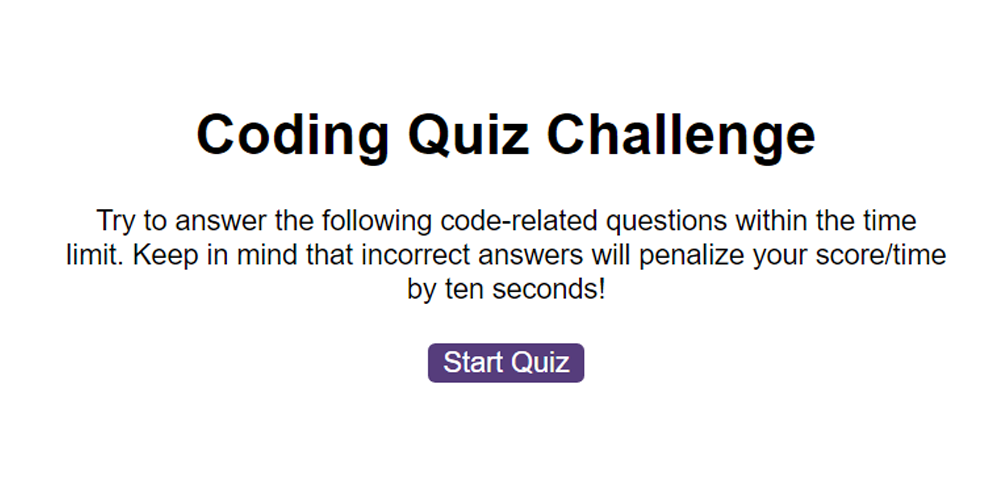 Coding Quiz Challenge
Try to answer the following code-related questions within the time
limit. Keep in mind that incorrect answers will penalize your score/time
by ten seconds!
Start Quiz